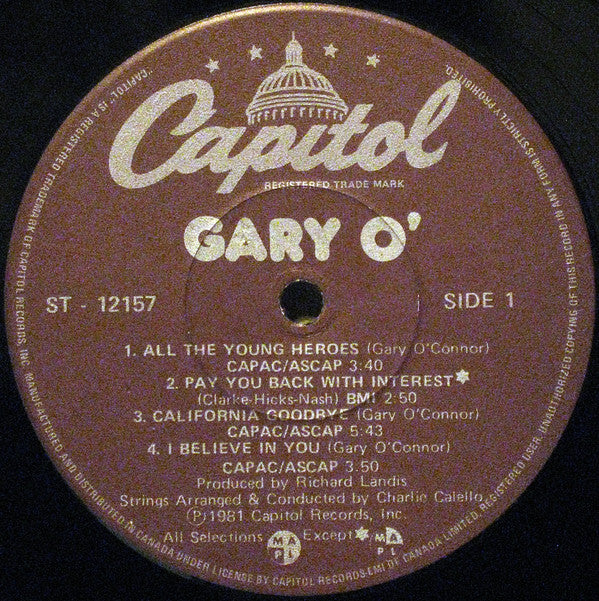 Capitol
REGISTERED TRADE MARK
GARY O'
ST - 12157
SIDE 1
1. ALL THE YOUNG HEROES (Gary O'Connor)
CAPAC/ASCAP 3:40
2. PAY YOU BACK WITH INTEREST*
(Clarke-Hicks-Nash) BMI 2:50
3. CALIFORNIA GOODBYE (Gary O'Connor)
CAPAC/ASCAP 5:43
4. I BELIEVE IN YOU (Gary O'Connor)
CAPAC/ASCAP 3:50
Produced by Richard Landis
Strings Arranged & Conducted by Charlie Calello
Ⓟ1981 Capitol Records, Inc.
All Selections MAPL Except* MAPL
"CAPITOL" IS A REGISTERED TRADEMARK OF CAPITOL RECORDS, INC. MANUFACTURED AND DISTRIBUTED IN CANADA UNDER LICENSE BY CAPITOL RECORDS-EMI OF CANADA LIMITED, REGISTERED USER. UNAUTHORIZED COPYING OF THIS RECORD IN ANY FORM IS STRICTLY PROHIBITED.